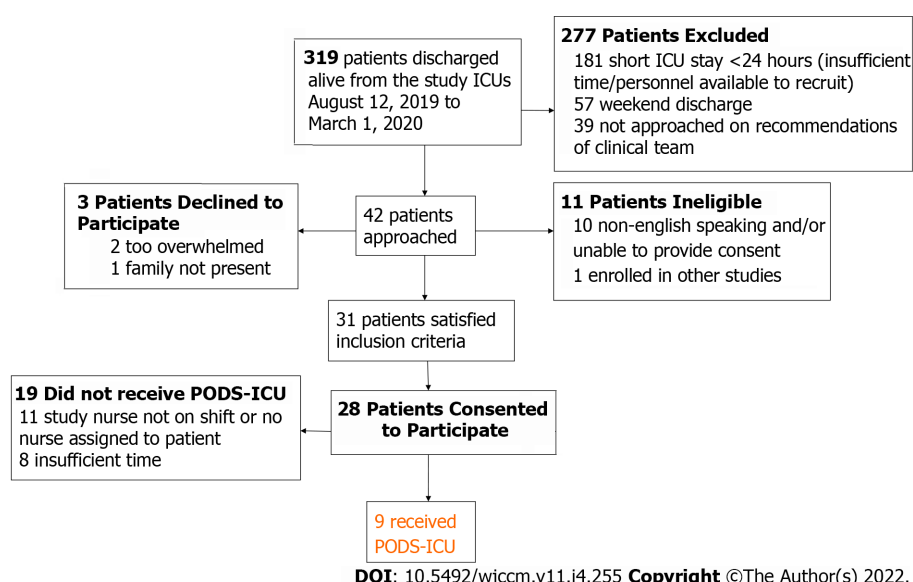 319 patients discharged
alive from the study ICUs
August 12, 2019 to
March 1, 2020
277 Patients Excluded
181 short ICU stay <24 hours (insufficient
time/personnel available to recruit)
57 weekend discharge
39 not approached on recommendations
of clinical team
3 Patients Declined to
Participate
2 too overwhelmed
1 family not present
42 patients
approached
11 Patients Ineligible
10 non-english speaking and/or
unable to provide consent
1 enrolled in other studies
31 patients satisfied
inclusion criteria
19 Did not receive PODS-ICU
11 study nurse not on shift or no
nurse assigned to patient
8 insufficient time
28 Patients Consented
to Participate
9 received
PODS-ICU
DOI: 10.5492/wjccm.v11.i4.255 Copyright ©The Author(s) 2022.